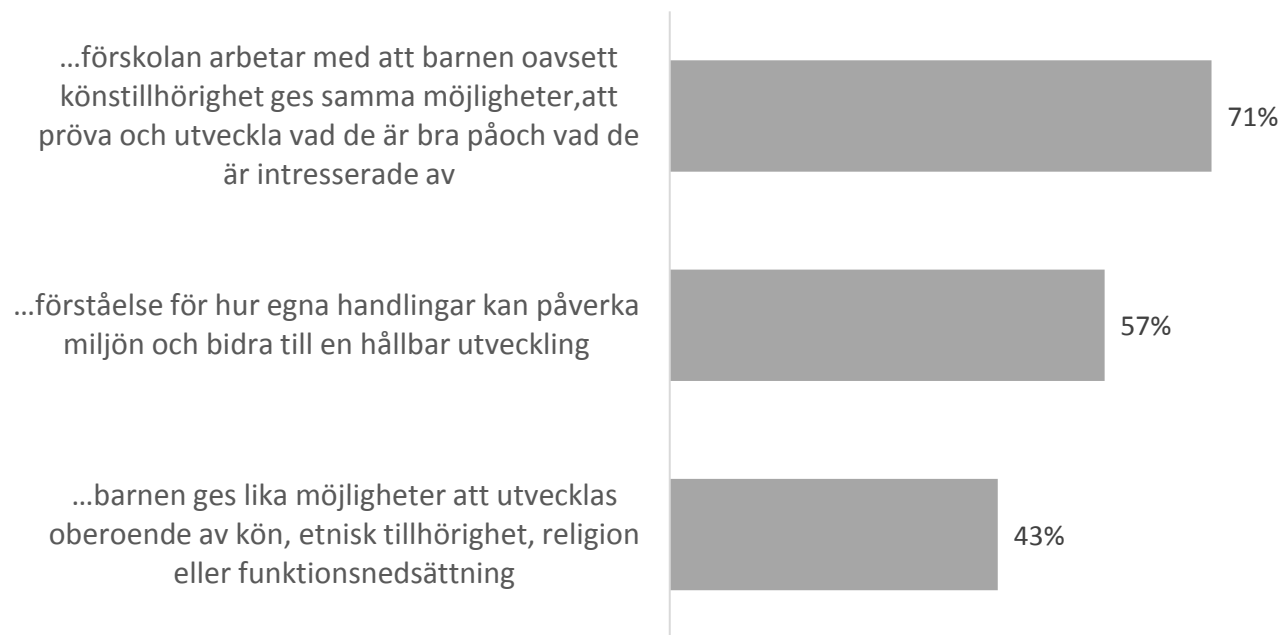 ...förskolan arbetar med att barnen oavsett
könstillhörighet ges samma möjligheter,att
pröva och utveckla vad de är bra påoch vad de
är intresserade av
71%
...förståelse för hur egna handlingar kan påverka
miljön och bidra till en hållbar utveckling
57%
...barnen ges lika möjligheter att utvecklas
oberoende av kön, etnisk tillhörighet, religion
eller funktionsnedsättning
43%